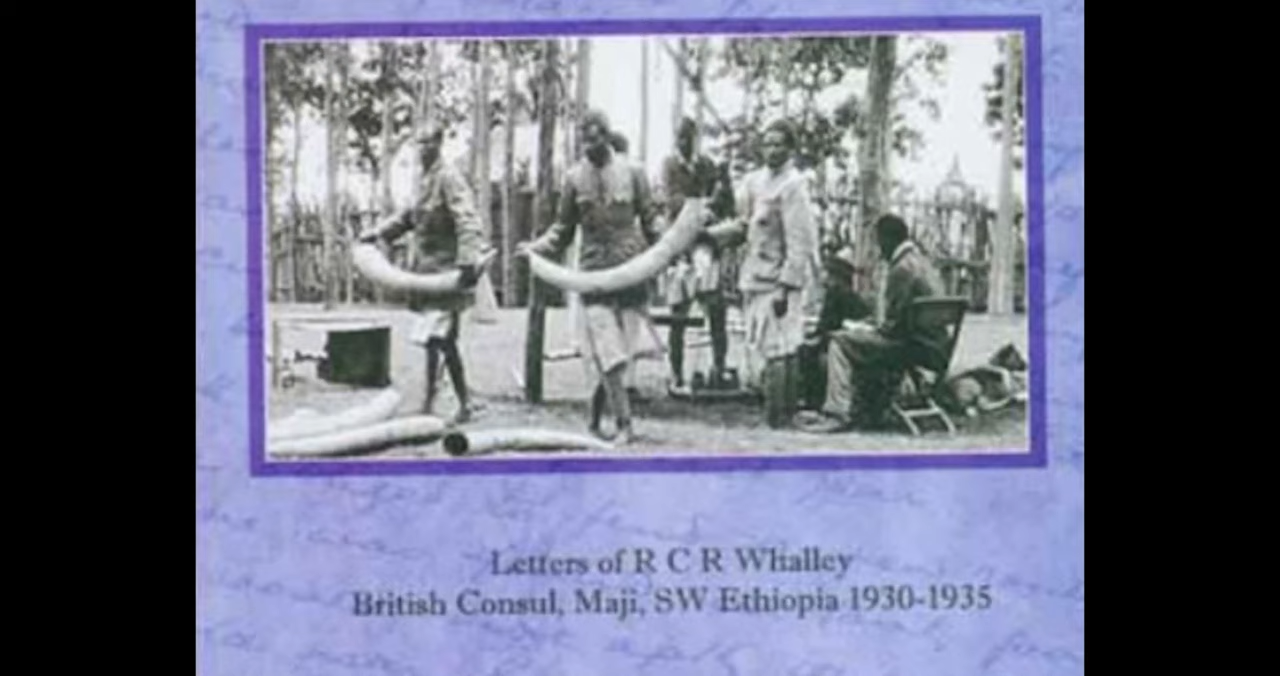 Letters of R C R Whalley
British Consul, Maji, SW Ethiopia 1930-1935